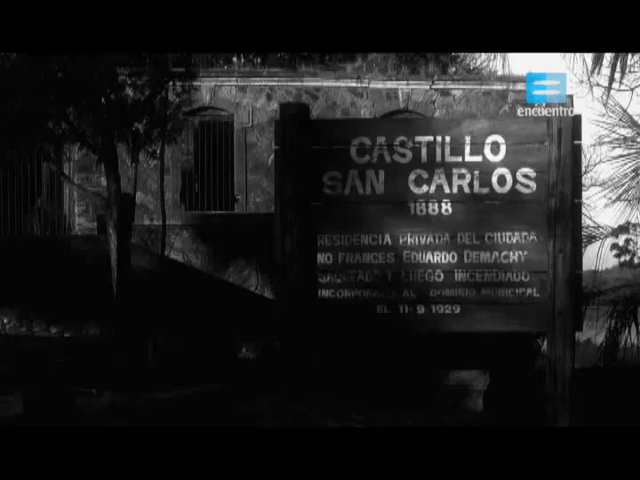 encuentro
CASTILLO
SAN CARLOS
1888
RESIDENCIA PRIVADA DEL CIUDADA
NO FRANCES EDUARDO DEMACHY
SAQUEADA Y LUEGO INCENDIADO
INCORPORADO AL DOMINIO MUNICIPAL
EL 11-9-1929